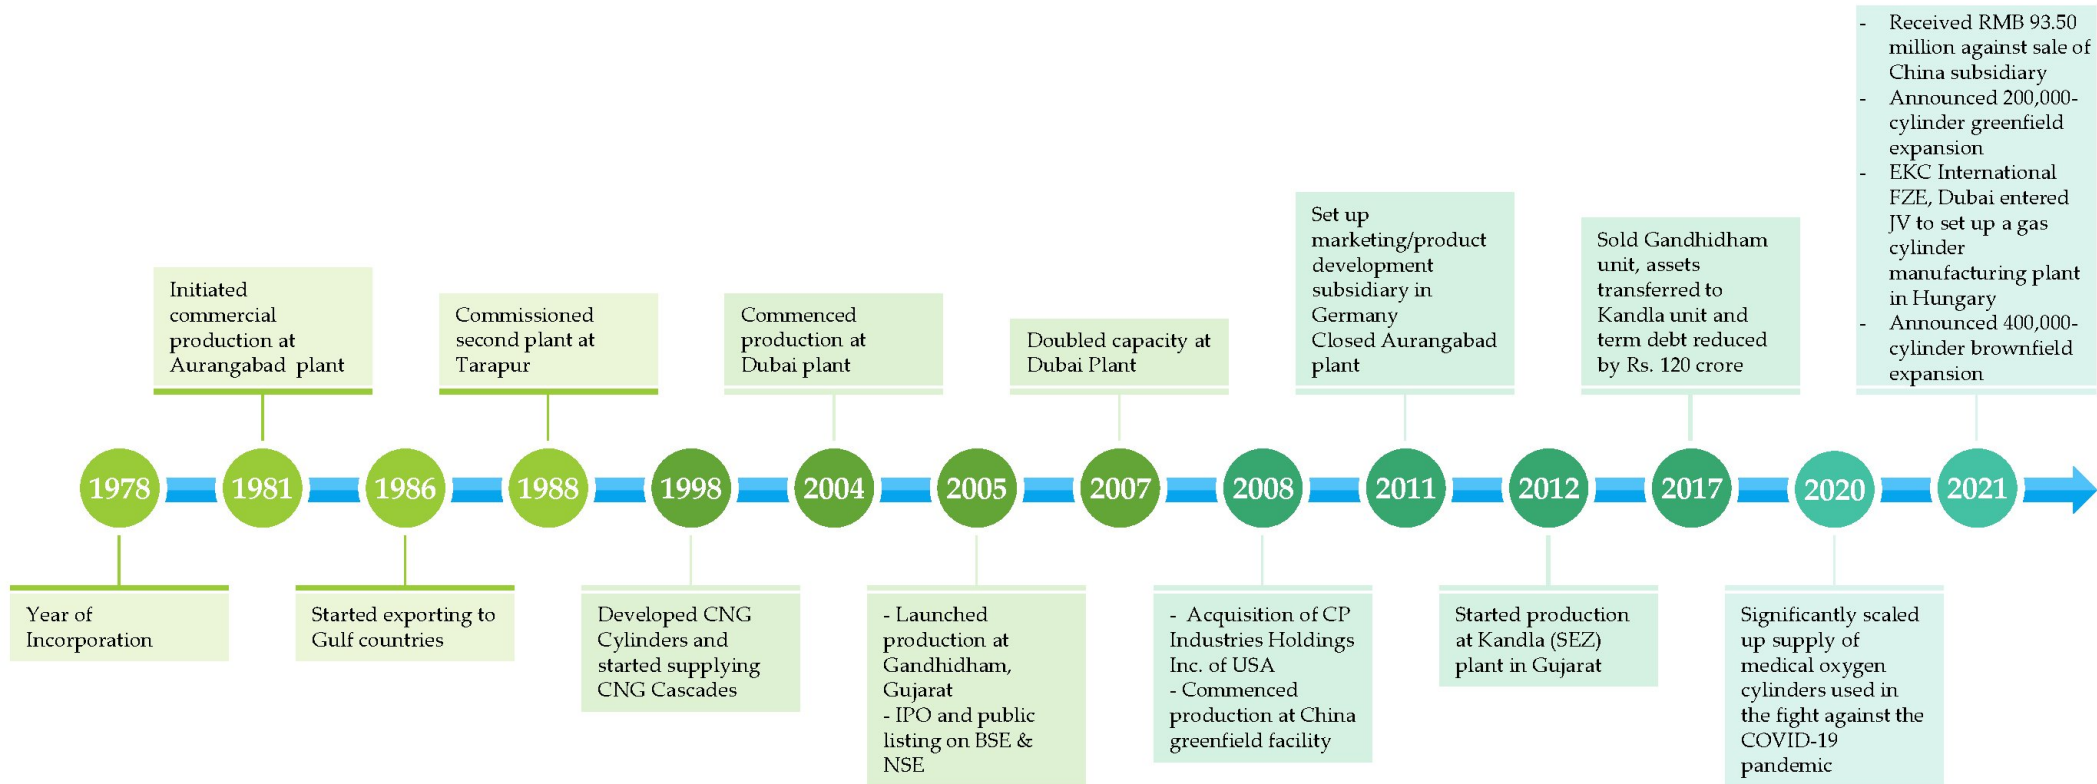 - Received RMB 93.50
million against sale of
China subsidiary
- Announced 200,000-
cylinder greenfield
expansion
- EKC International
FZE, Dubai entered
JV to set up a gas
cylinder
manufacturing plant
in Hungary
- Announced 400,000-
cylinder brownfield
expansion
Set up
marketing/product
development
subsidiary in
Germany
Closed Aurangabad
plant
Sold Gandhidham
unit, assets
transferred to
Kandla unit and
term debt reduced
by Rs. 120 crore
Initiated
commercial
production at
Aurangabad plant
Commissioned
second plant at
Tarapur
Commenced
production at
Dubai plant
Doubled capacity at
Dubai Plant
1978
1981
1986
1988
1998
2004
2005
2007
2008
2011
2012
2017
2020
2021
Year of
Incorporation
Started exporting to
Gulf countries
Developed CNG
Cylinders and
started supplying
CNG Cascades
- Launched
production at
Gandhidham,
Gujarat
- IPO and public
listing on BSE &
NSE
- Acquisition of CP
Industries Holdings
Inc. of USA
- Commenced
production at China
greenfield facility
Started production
at Kandla (SEZ)
plant in Gujarat
Significantly scaled
up supply of
medical oxygen
cylinders used in
the fight against the
COVID-19
pandemic